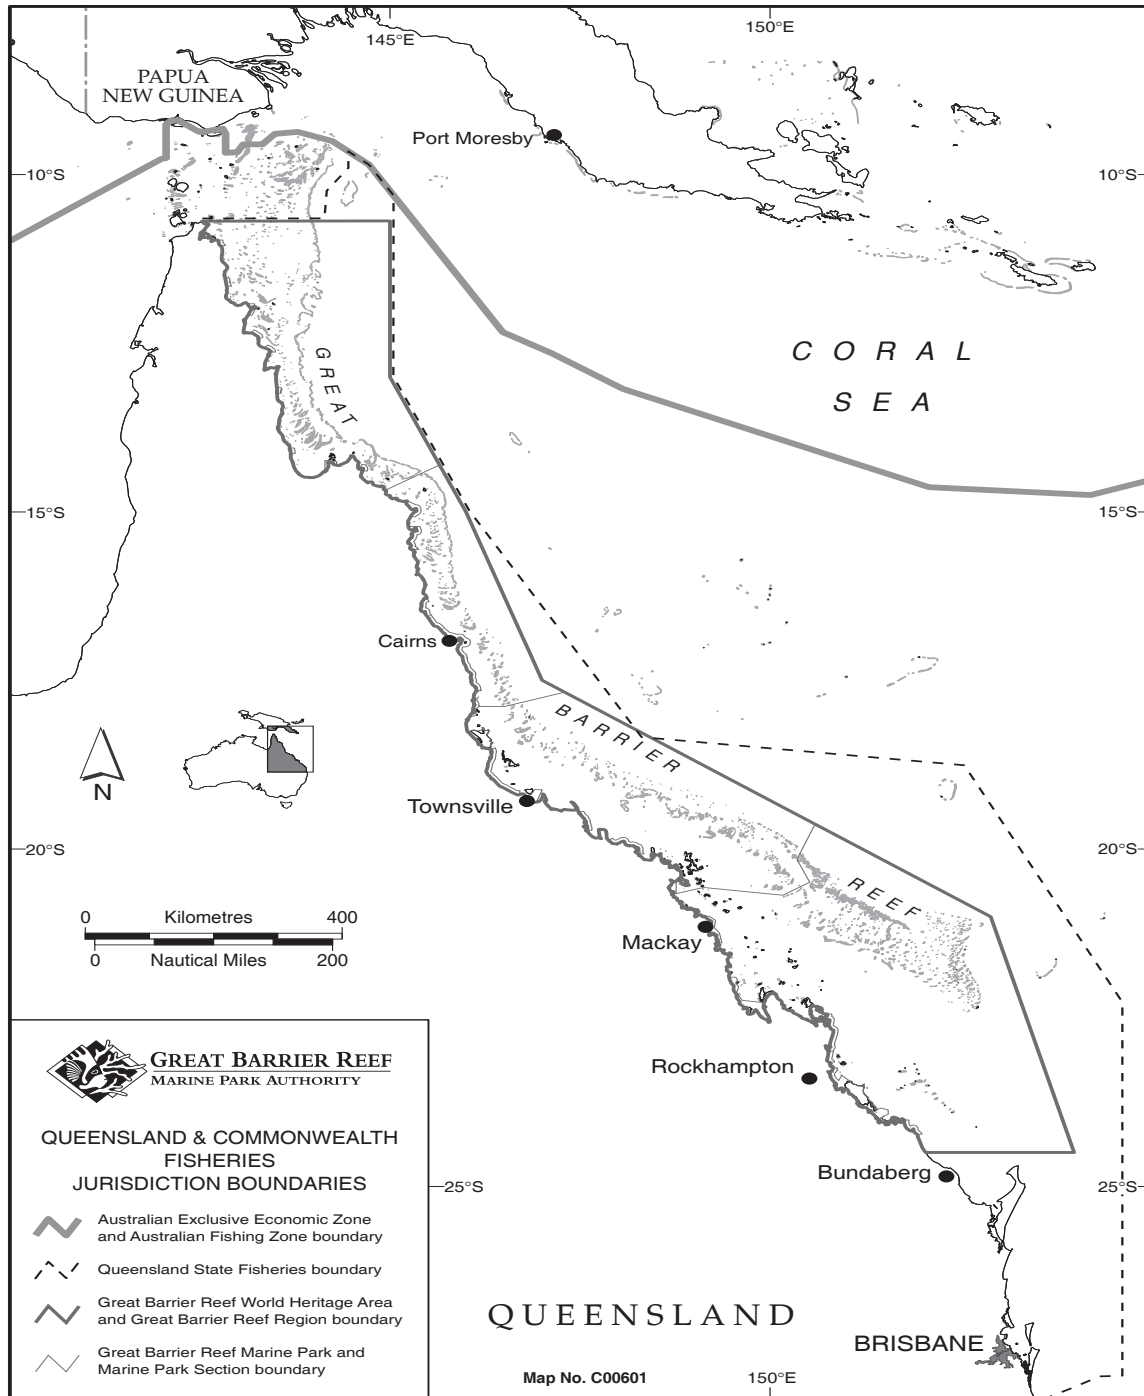 145°E
150°E
PAPUA
NEW GUINEA
Port Moresby
10°S
10°S
CORAL
SEA
GREAT
15°S
15°S
Cairns
BARRIER
N
Townsville
20°S
20°S
REEF
0 Kilometres 400
0 Nautical Miles 200
Mackay
Rockhampton
GREAT BARRIER REEF
MARINE PARK AUTHORITY
QUEENSLAND & COMMONWEALTH
FISHERIES
JURISDICTION BOUNDARIES
Bundaberg
25°S
25°S
Australian Exclusive Economic Zone
and Australian Fishing Zone boundary
Queensland State Fisheries boundary
Great Barrier Reef World Heritage Area
and Great Barrier Reef Region boundary
Great Barrier Reef Marine Park and
Marine Park Section boundary
QUEENSLAND
BRISBANE
Map No. C00601
150°E